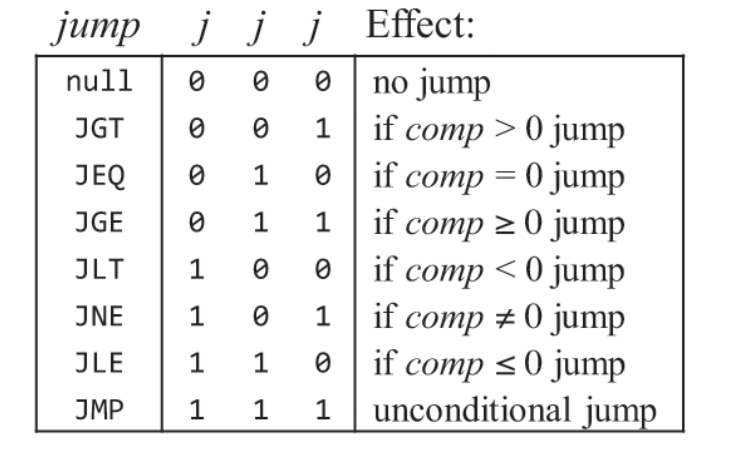 jump j j j Effect:
null 0 0 0 no jump
JGT 0 0 1 if comp > 0 jump
JEQ 0 1 0 if comp = 0 jump
JGE 0 1 1 if comp ≥ 0 jump
JLT 1 0 0 if comp < 0 jump
JNE 1 0 1 if comp ≠ 0 jump
JLE 1 1 0 if comp ≤ 0 jump
JMP 1 1 1 unconditional jump